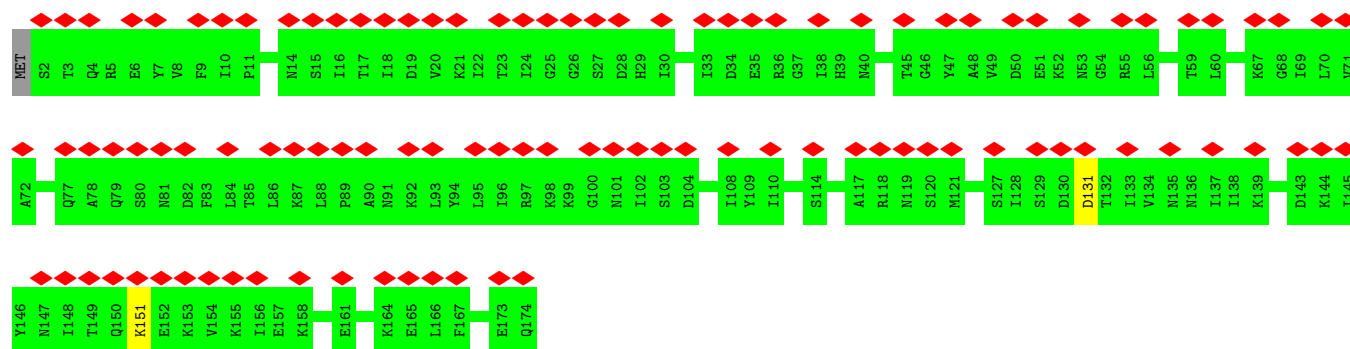 MET S2 T3 Q4 R5 E6 Y7 V8 F9 I10 P11 N14 S15 I16 T17 I18 D19 V20 K21 I22 T23 I24 G25 G26 S27 D28 H29 I30 I33 D34 E35 R36 G37 I38 H39 N40 T45 G46 Y47 A48 V49 D50 E51 K52 N53 G54 R55 L56 T59 L60 K67 G68 I69 L70 V71
A72 Q77 A78 Q79 S80 N81 D82 F83 L84 T85 L86 K87 L88 P89 A90 N91 K92 L93 Y94 L95 I96 R97 K98 K99 G100 N101 I102 S103 D104 I108 Y109 I110 S114 A117 R118 N119 S120 M121 S127 I128 S129 D130 D131 T132 I133 V134 N135 N136 I137 I138 K139 D143 K144 I145
Y146 N147 I148 T149 Q150 K151 E152 K153 V154 K155 I156 E157 K158 E161 K164 E165 L166 F167 E173 Q174